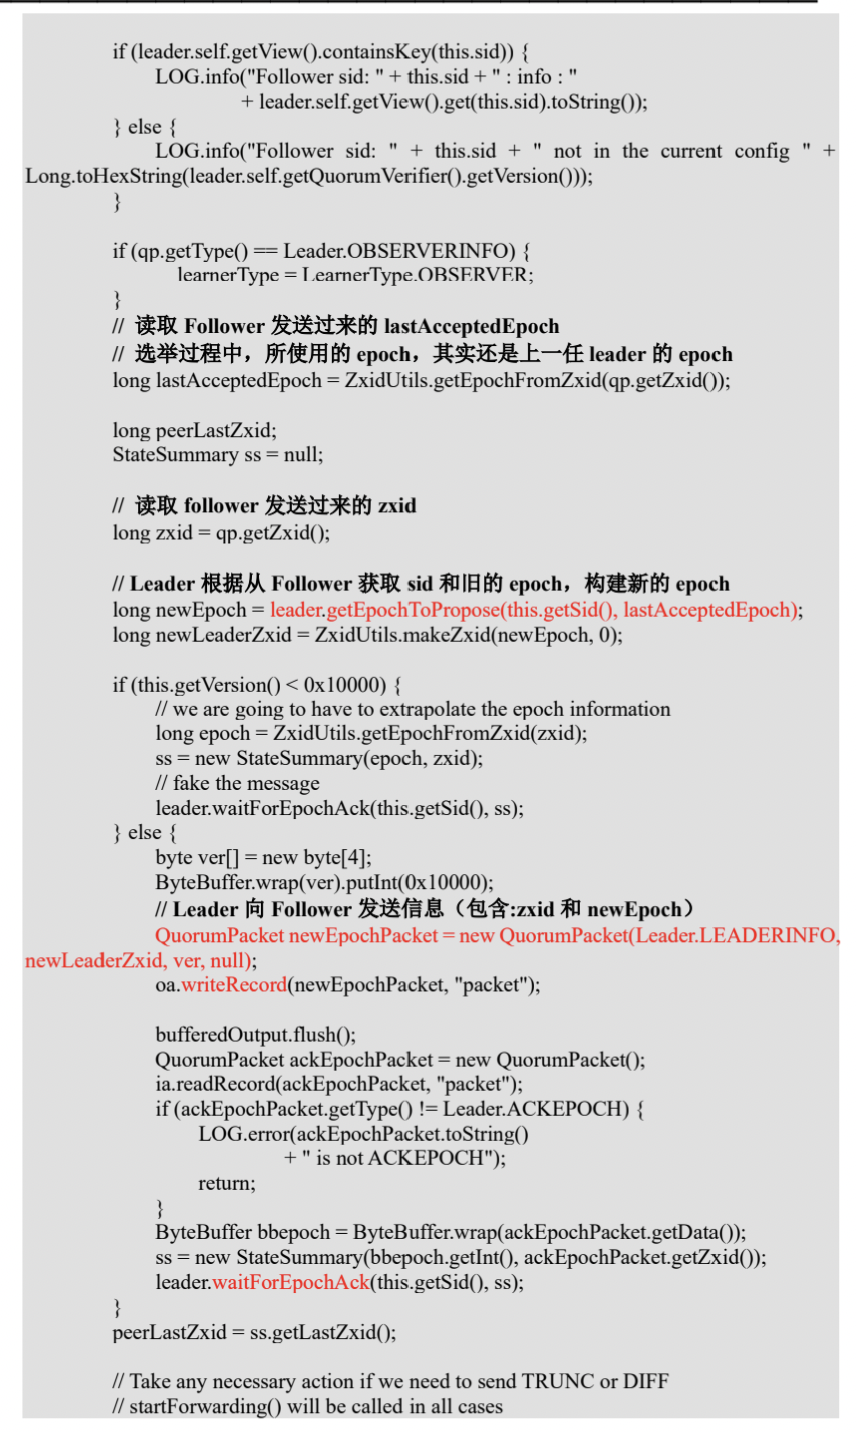 if (leader.self.getView().containsKey(this.sid)) {
LOG.info("Follower sid: " + this.sid + " : info : "
+ leader.self.getView().get(this.sid).toString());
} else {
LOG.info("Follower sid: " + this.sid + " not in the current config " +
Long.toHexString(leader.self.getQuorumVerifier().getVersion()));
}
if (qp.getType() == Leader.OBSERVERINFO) {
learnerType = LearnerType.OBSERVER;
}
// 读取 Follower 发送过来的 lastAcceptedEpoch
// 选举过程中，所使用的 epoch，其实还是上一任 leader 的 epoch
long lastAcceptedEpoch = ZxidUtils.getEpochFromZxid(qp.getZxid());
long peerLastZxid;
StateSummary ss = null;
// 读取 follower 发送过来的 zxid
long zxid = qp.getZxid();
// Leader 根据从 Follower 获取 sid 和旧的 epoch，构建新的 epoch
long newEpoch = leader.getEpochToPropose(this.getSid(), lastAcceptedEpoch);
long newLeaderZxid = ZxidUtils.makeZxid(newEpoch, 0);
if (this.getVersion() < 0x10000) {
// we are going to have to extrapolate the epoch information
long epoch = ZxidUtils.getEpochFromZxid(zxid);
ss = new StateSummary(epoch, zxid);
// fake the message
leader.waitForEpochAck(this.getSid(), ss);
} else {
byte ver[] = new byte[4];
ByteBuffer.wrap(ver).putInt(0x10000);
// Leader 向 Follower 发送信息（包含:zxid 和 newEpoch）
QuorumPacket newEpochPacket = new QuorumPacket(Leader.LEADERINFO,
newLeaderZxid, ver, null);
oa.writeRecord(newEpochPacket, "packet");
bufferedOutput.flush();
QuorumPacket ackEpochPacket = new QuorumPacket();
ia.readRecord(ackEpochPacket, "packet");
if (ackEpochPacket.getType() != Leader.ACKEPOCH) {
LOG.error(ackEpochPacket.toString()
+ " is not ACKEPOCH");
return;
}
ByteBuffer bbepoch = ByteBuffer.wrap(ackEpochPacket.getData());
ss = new StateSummary(bbepoch.getInt(), ackEpochPacket.getZxid());
leader.waitForEpochAck(this.getSid(), ss);
}
peerLastZxid = ss.getLastZxid();
// Take any necessary action if we need to send TRUNC or DIFF
// startForwarding() will be called in all cases